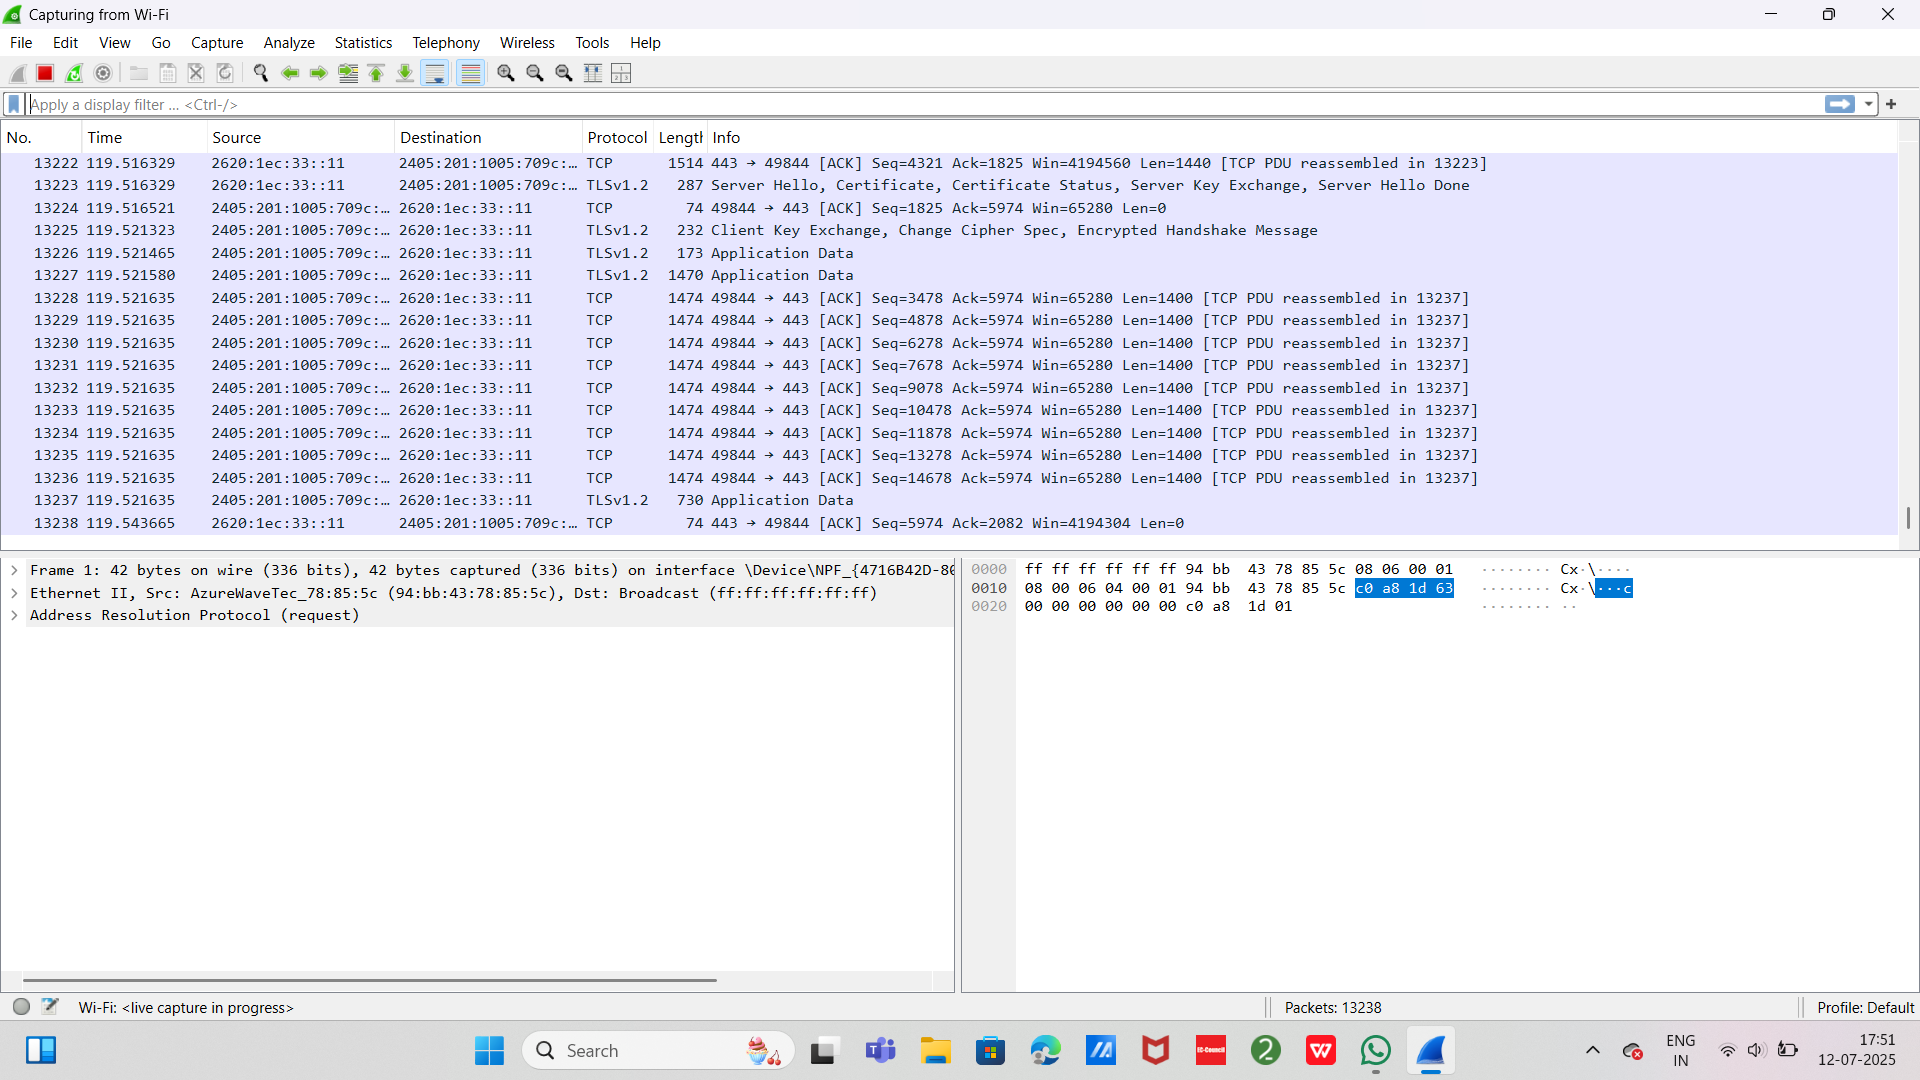 Capturing from Wi-Fi
File Edit View Go Capture Analyze Statistics Telephony Wireless Tools Help
Apply a display filter ... <Ctrl-/>
No. Time Source Destination Protocol Length Info
13222 119.516329 2620:1ec:33::11 2405:201:1005:709c:… TCP 1514 443 → 49844 [ACK] Seq=4321 Ack=1825 Win=4194560 Len=1440 [TCP PDU reassembled in 13223]
13223 119.516329 2620:1ec:33::11 2405:201:1005:709c:… TLSv1.2 287 Server Hello, Certificate, Certificate Status, Server Key Exchange, Server Hello Done
13224 119.516521 2405:201:1005:709c:… 2620:1ec:33::11 TCP 74 49844 → 443 [ACK] Seq=1825 Ack=5974 Win=65280 Len=0
13225 119.521323 2405:201:1005:709c:… 2620:1ec:33::11 TLSv1.2 232 Client Key Exchange, Change Cipher Spec, Encrypted Handshake Message
13226 119.521465 2405:201:1005:709c:… 2620:1ec:33::11 TLSv1.2 173 Application Data
13227 119.521580 2405:201:1005:709c:… 2620:1ec:33::11 TLSv1.2 1470 Application Data
13228 119.521635 2405:201:1005:709c:… 2620:1ec:33::11 TCP 1474 49844 → 443 [ACK] Seq=3478 Ack=5974 Win=65280 Len=1400 [TCP PDU reassembled in 13237]
13229 119.521635 2405:201:1005:709c:… 2620:1ec:33::11 TCP 1474 49844 → 443 [ACK] Seq=4878 Ack=5974 Win=65280 Len=1400 [TCP PDU reassembled in 13237]
13230 119.521635 2405:201:1005:709c:… 2620:1ec:33::11 TCP 1474 49844 → 443 [ACK] Seq=6278 Ack=5974 Win=65280 Len=1400 [TCP PDU reassembled in 13237]
13231 119.521635 2405:201:1005:709c:… 2620:1ec:33::11 TCP 1474 49844 → 443 [ACK] Seq=7678 Ack=5974 Win=65280 Len=1400 [TCP PDU reassembled in 13237]
13232 119.521635 2405:201:1005:709c:… 2620:1ec:33::11 TCP 1474 49844 → 443 [ACK] Seq=9078 Ack=5974 Win=65280 Len=1400 [TCP PDU reassembled in 13237]
13233 119.521635 2405:201:1005:709c:… 2620:1ec:33::11 TCP 1474 49844 → 443 [ACK] Seq=10478 Ack=5974 Win=65280 Len=1400 [TCP PDU reassembled in 13237]
13234 119.521635 2405:201:1005:709c:… 2620:1ec:33::11 TCP 1474 49844 → 443 [ACK] Seq=11878 Ack=5974 Win=65280 Len=1400 [TCP PDU reassembled in 13237]
13235 119.521635 2405:201:1005:709c:… 2620:1ec:33::11 TCP 1474 49844 → 443 [ACK] Seq=13278 Ack=5974 Win=65280 Len=1400 [TCP PDU reassembled in 13237]
13236 119.521635 2405:201:1005:709c:… 2620:1ec:33::11 TCP 1474 49844 → 443 [ACK] Seq=14678 Ack=5974 Win=65280 Len=1400 [TCP PDU reassembled in 13237]
13237 119.521635 2405:201:1005:709c:… 2620:1ec:33::11 TLSv1.2 730 Application Data
13238 119.543665 2620:1ec:33::11 2405:201:1005:709c:… TCP 74 443 → 49844 [ACK] Seq=5974 Ack=2082 Win=4194304 Len=0
Frame 1: 42 bytes on wire (336 bits), 42 bytes captured (336 bits) on interface \Device\NPF_{4716B42D-80
Ethernet II, Src: AzureWaveTec_78:85:5c (94:bb:43:78:85:5c), Dst: Broadcast (ff:ff:ff:ff:ff:ff)
Address Resolution Protocol (request)
0000 ff ff ff ff ff ff 94 bb 43 78 85 5c 08 06 00 01 ········ Cx·\····
0010 08 00 06 04 00 01 94 bb 43 78 85 5c c0 a8 1d 63 ········ Cx·\···c
0020 00 00 00 00 00 00 c0 a8 1d 01 ········ ··
Wi-Fi: <live capture in progress> Packets: 13238 Profile: Default
Search
EC-Council
ENG
IN
17:51
12-07-2025